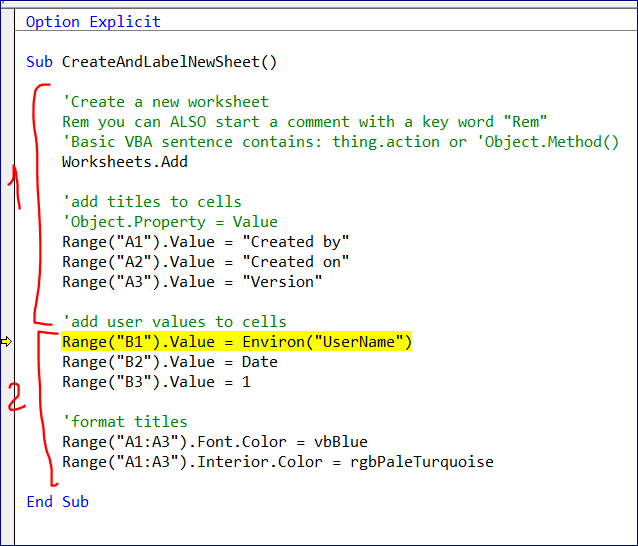 Option Explicit
Sub CreateAndLabelNewSheet()
'Create a new worksheet
Rem you can ALSO start a comment with a key word "Rem"
'Basic VBA sentence contains: thing.action or 'Object.Method()
Worksheets.Add
1
'add titles to cells
'Object.Property = Value
Range("A1").Value = "Created by"
Range("A2").Value = "Created on"
Range("A3").Value = "Version"
'add user values to cells
Range("B1").Value = Environ("UserName")
Range("B2").Value = Date
Range("B3").Value = 1
2
'format titles
Range("A1:A3").Font.Color = vbBlue
Range("A1:A3").Interior.Color = rgbPaleTurquoise
End Sub